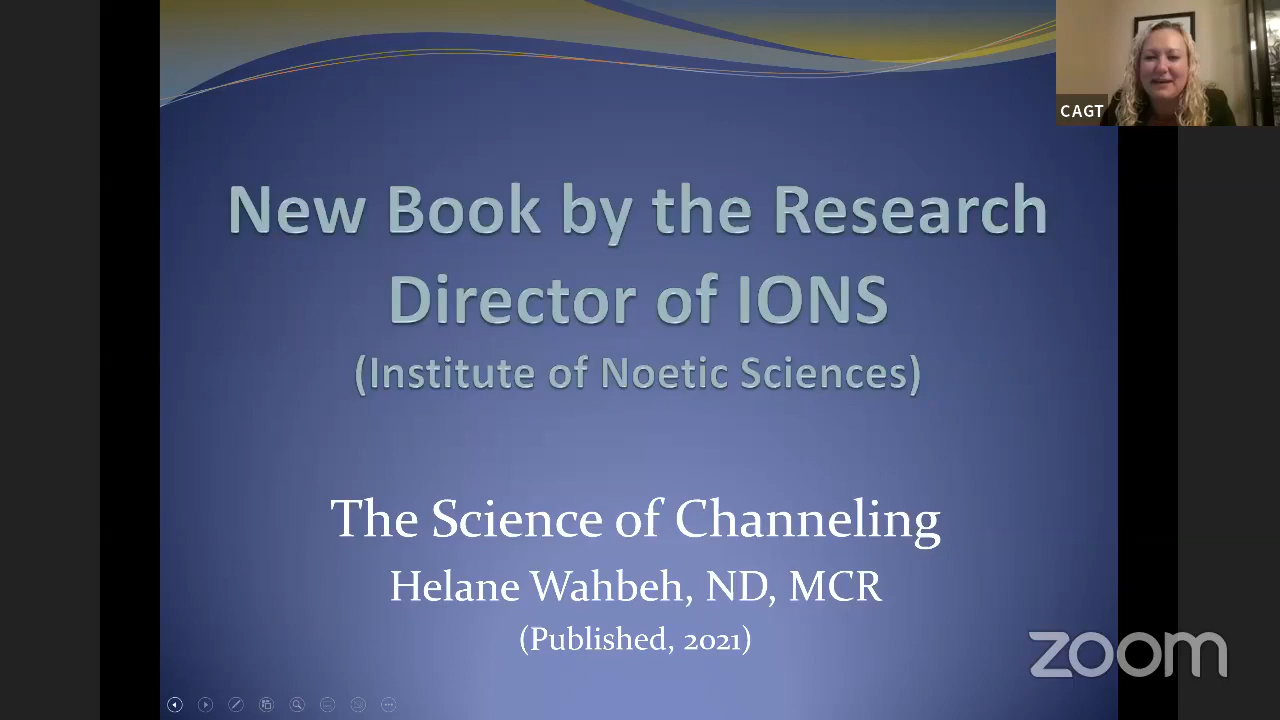 CAGT
New Book by the Research
Director of IONS
(Institute of Noetic Sciences)
The Science of Channeling
Helane Wahbeh, ND, MCR
(Published, 2021)
zoom